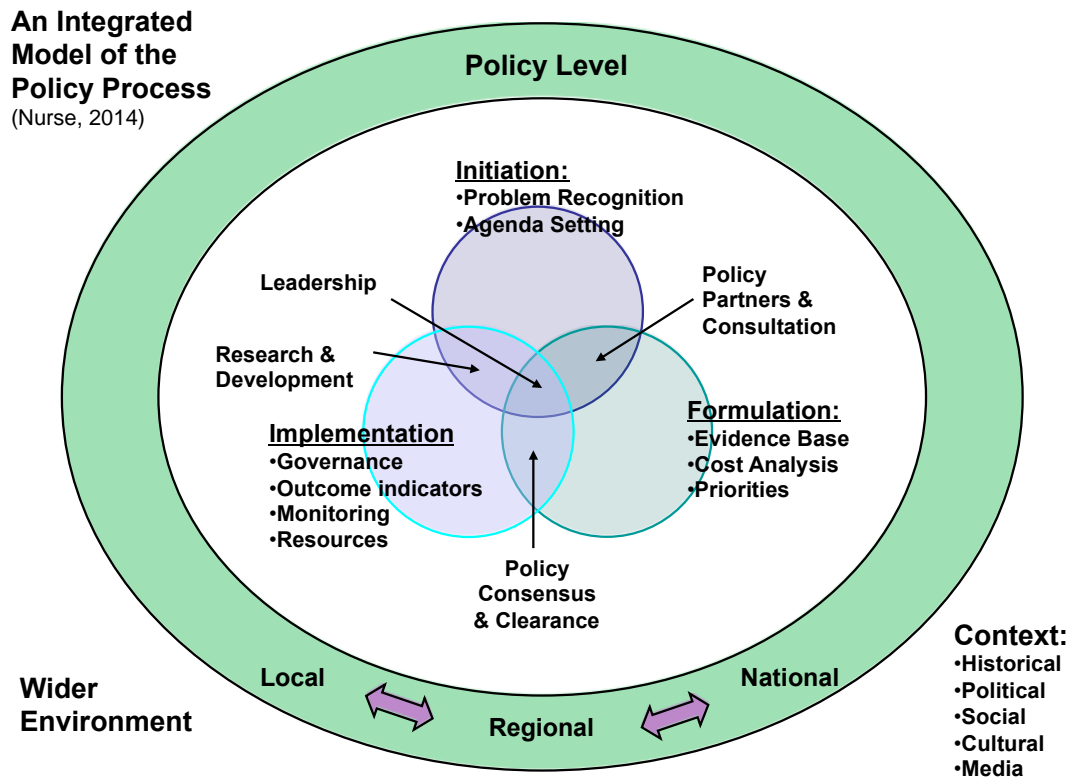 An Integrated
Model of the
Policy Process
(Nurse, 2014)
Policy Level
Initiation:
•Problem Recognition
•Agenda Setting
Leadership
Policy
Partners &
Consultation
Research &
Development
Implementation
•Governance
•Outcome indicators
•Monitoring
•Resources
Formulation:
•Evidence Base
•Cost Analysis
•Priorities
Policy
Consensus
& Clearance
Local
Regional
National
Wider
Environment
Context:
•Historical
•Political
•Social
•Cultural
•Media